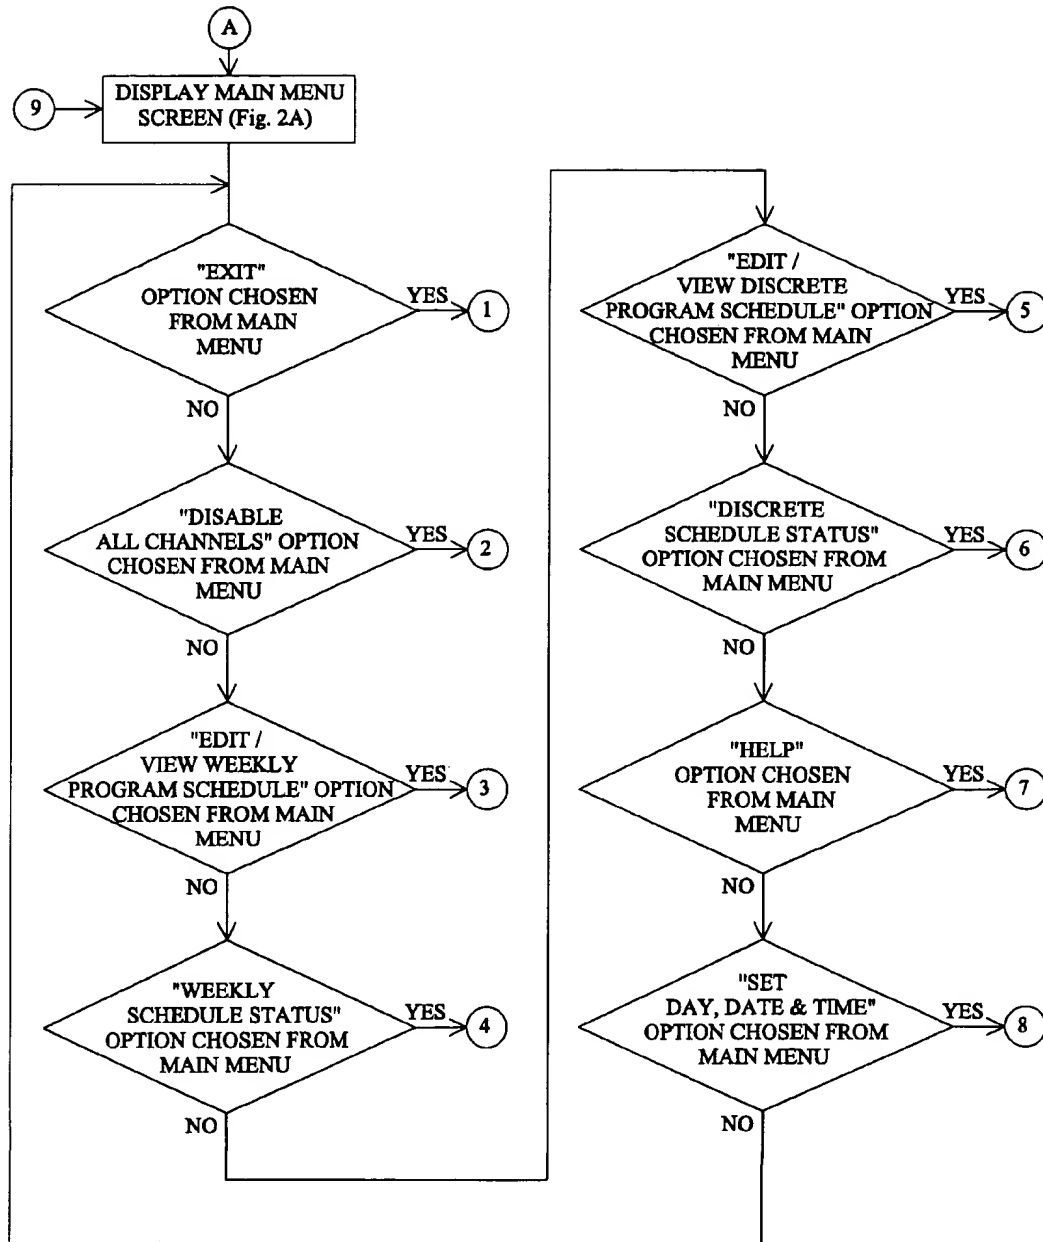 A
9
DISPLAY MAIN MENU
SCREEN (Fig. 2A)
"EXIT"
OPTION CHOSEN
FROM MAIN
MENU
YES
1
NO
"DISABLE
ALL CHANNELS" OPTION
CHOSEN FROM MAIN
MENU
YES
2
NO
"EDIT /
VIEW WEEKLY
PROGRAM SCHEDULE" OPTION
CHOSEN FROM MAIN
MENU
YES
3
NO
"WEEKLY
SCHEDULE STATUS"
OPTION CHOSEN FROM
MAIN MENU
YES
4
NO
"EDIT /
VIEW DISCRETE
PROGRAM SCHEDULE" OPTION
CHOSEN FROM MAIN
MENU
YES
5
NO
"DISCRETE
SCHEDULE STATUS"
OPTION CHOSEN FROM
MAIN MENU
YES
6
NO
"HELP"
OPTION CHOSEN
FROM MAIN
MENU
YES
7
NO
"SET
DAY, DATE & TIME"
OPTION CHOSEN FROM
MAIN MENU
YES
8
NO